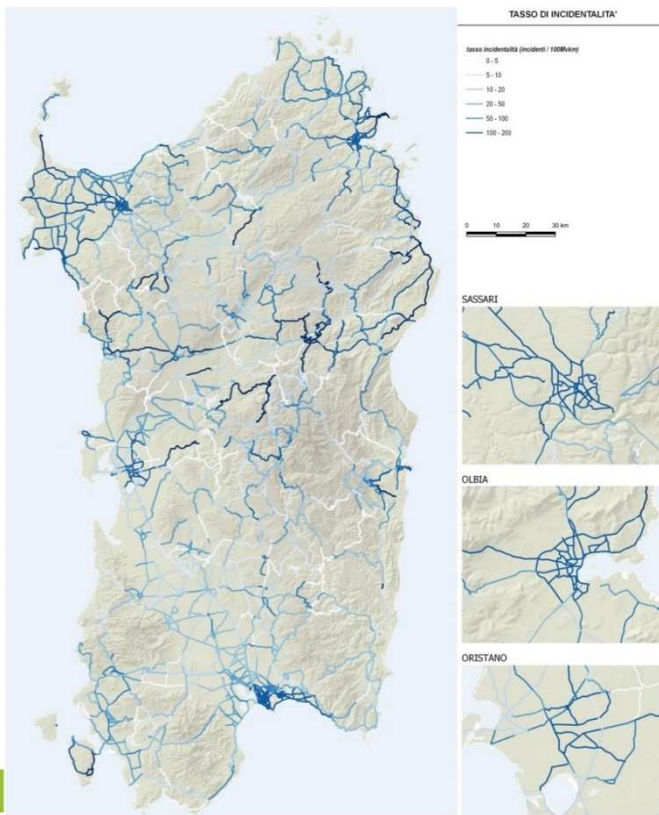 TASSO DI INCIDENTALITA'
tasso incidentalità (incidenti / 100Mvkm)
0 - 5
5 - 10
10 - 20
20 - 50
50 - 100
100 - 200
0 10 20 30 km
SASSARI
OLBIA
ORISTANO